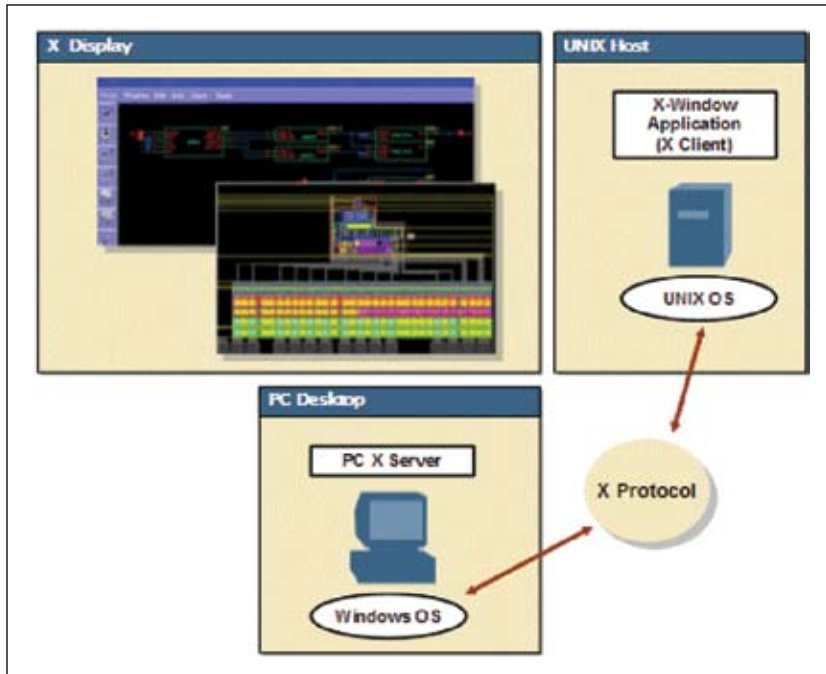 X Display
UNIX Host
X-Window
Application
(X Client)
UNIX OS
PC Desktop
PC X Server
X Protocol
Windows OS